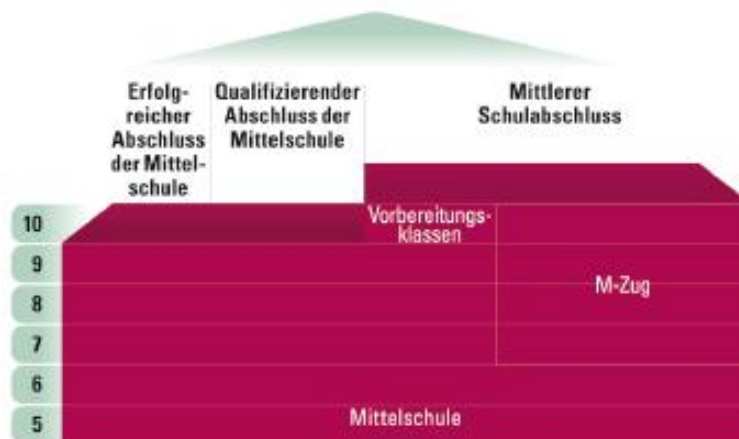 Erfolg-
reicher
Abschluss
der Mittel-
schule
Qualifizierender
Abschluss der
Mittelschule
Mittlerer
Schulabschluss
10
Vorbereitungs-
klassen
9
M-Zug
8
7
6
5
Mittelschule